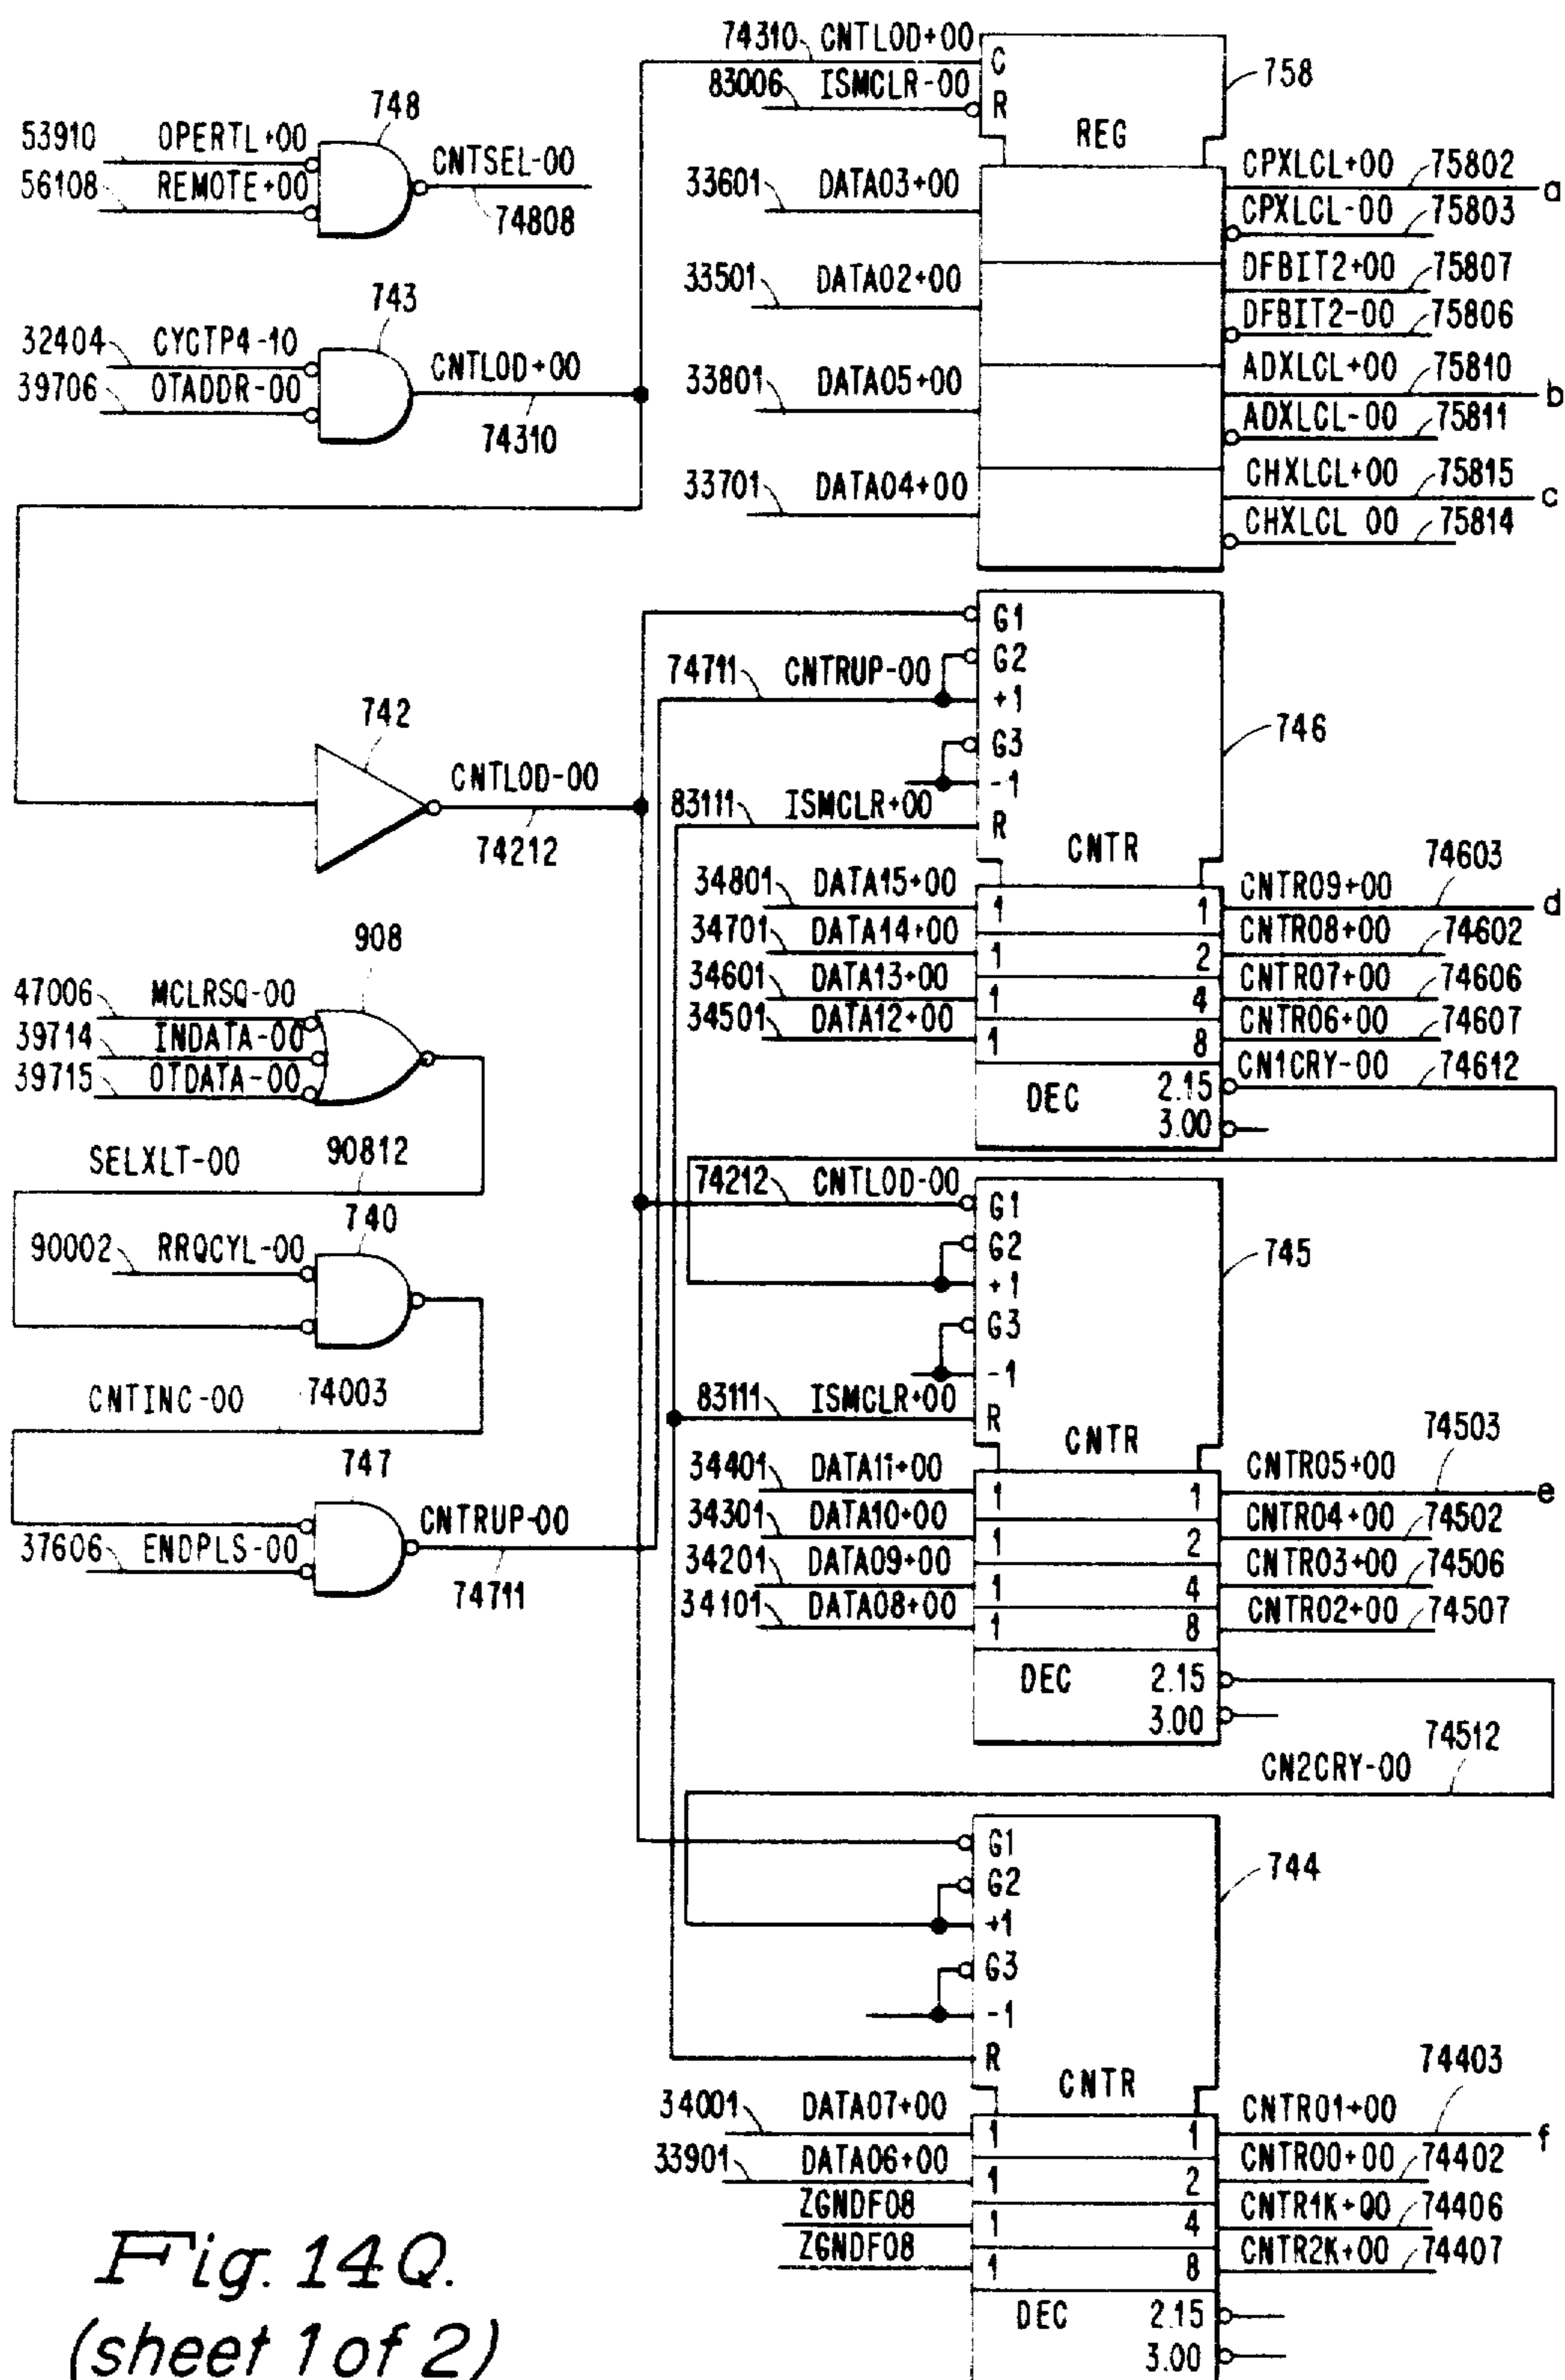 74310 CNTLOD+00
83006 ISMCLR-00
C
R
REG
758
748
53910 OPERTL+00
56108 REMOTE+00
CNTSEL-00
74808
33601 DATA03+00
CPXLCL+00 75802 a
CPXLCL-00 75803
33501 DATA02+00
DFBIT2+00 75807
DFBIT2-00 75806
743
32404 CYCTP4-10
39706 OTADDR-00
CNTLOD+00
74310
33801 DATA05+00
ADXLCL+00 75810 b
ADXLCL-00 75811
33701 DATA04+00
CHXLCL+00 75815 c
CHXLCL 00 75814
G1
G2
74711 CNTRUP-00
+1
G3
-1
746
742
CNTLOD-00
74212
83111 ISMCLR+00
R
CNTR
34801 DATA15+00 1 1 CNTR09+00 74603 d
34701 DATA14+00 1 2 CNTR08+00 74602
34601 DATA13+00 1 4 CNTR07+00 74606
34501 DATA12+00 1 8 CNTR06+00 74607
DEC 2.15 CN1CRY-00 74612
3.00
908
47006 MCLRSQ-00
39714 INDATA-00
39715 OTDATA-00
SELXLT-00 90812
74212 CNTLOD-00
G1
G2
+1
G3
-1
745
740
90002 RRQCYL-00
CNTINC-00 74003
83111 ISMCLR+00
R
CNTR
747
37606 ENDPLS-00
CNTRUP-00
74711
34401 DATA11+00 1 1 CNTR05+00 74503 e
34301 DATA10+00 1 2 CNTR04+00 74502
34201 DATA09+00 1 4 CNTR03+00 74506
34101 DATA08+00 1 8 CNTR02+00 74507
DEC 2.15
3.00
CN2CRY-00 74512
G1
G2
+1
G3
-1
R
744
CNTR
34001 DATA07+00 1 1 CNTR01+00 74403 f
33901 DATA06+00 1 2 CNTR00+00 74402
ZGNDF08 1 4 CNTR1K+00 74406
ZGNDF08 1 8 CNTR2K+00 74407
DEC 2.15
3.00
Fig. 14Q.
(sheet 1 of 2)